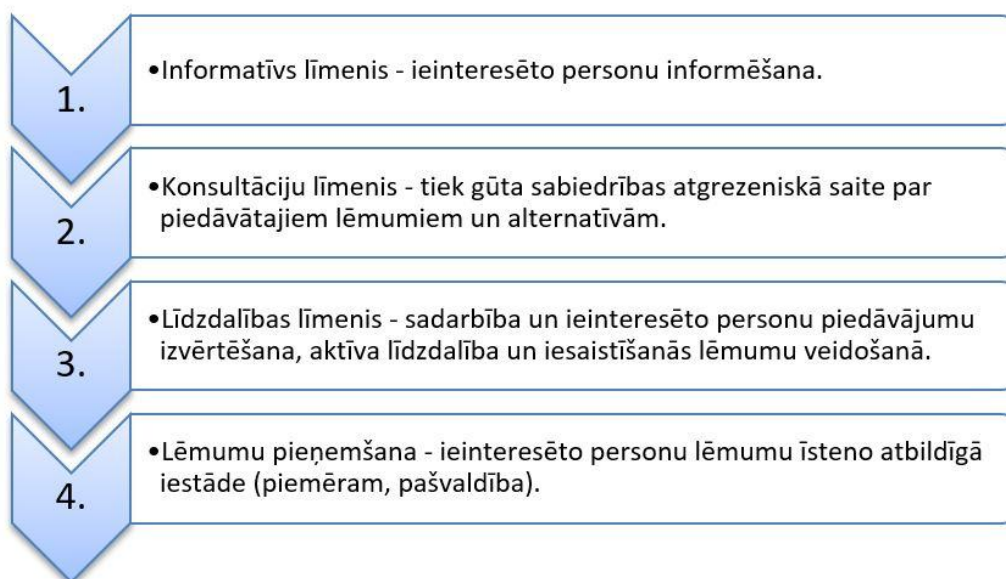 1.
•Informatīvs līmenis - ieinteresēto personu informēšana.
2.
•Konsultāciju līmenis - tiek gūta sabiedrības atgrezeniskā saite par
piedāvātajiem lēmumiem un alternatīvām.
3.
•Līdzdalības līmenis - sadarbība un ieinteresēto personu piedāvājumu
izvērtēšana, aktīva līdzdalība un iesaistīšanās lēmumu veidošanā.
4.
•Lēmumu pieņemšana - ieinteresēto personu lēmumu īsteno atbildīgā
iestāde (piemēram, pašvaldība).